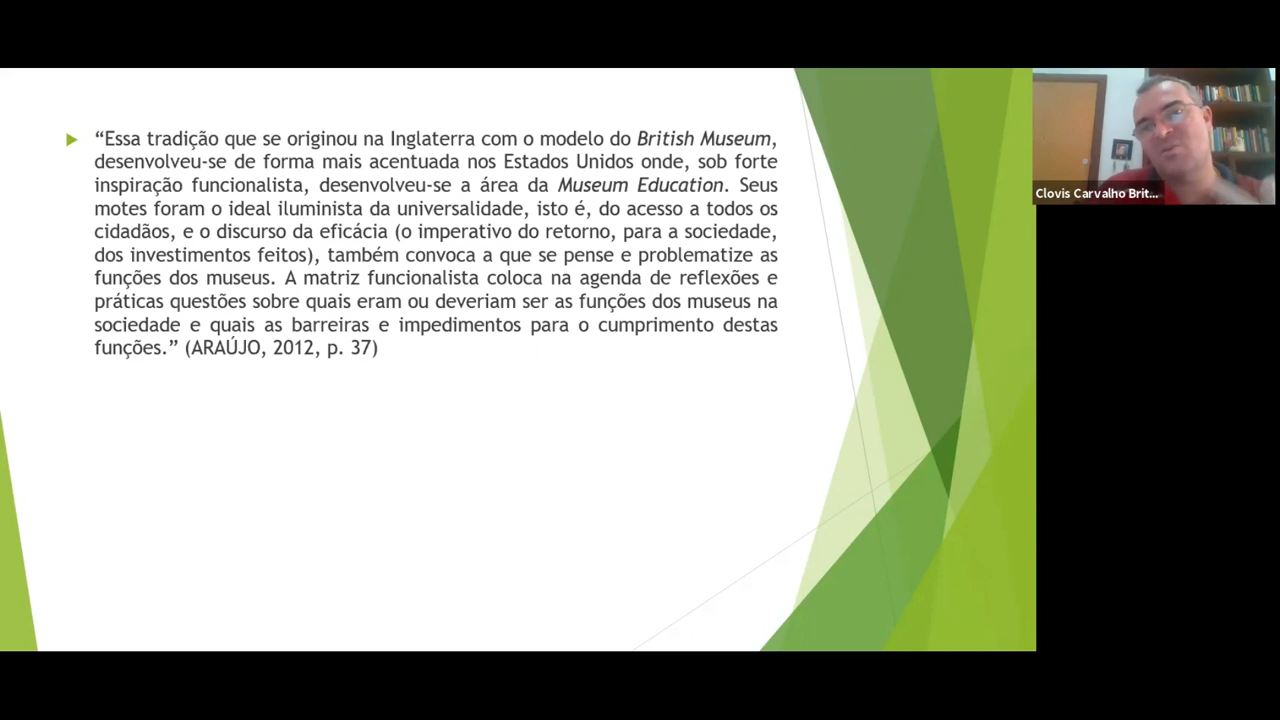 “Essa tradição que se originou na Inglaterra com o modelo do British Museum,
desenvolveu-se de forma mais acentuada nos Estados Unidos onde, sob forte
inspiração funcionalista, desenvolveu-se a área da Museum Education. Seus
motes foram o ideal iluminista da universalidade, isto é, do acesso a todos os
cidadãos, e o discurso da eficácia (o imperativo do retorno, para a sociedade,
dos investimentos feitos), também convoca a que se pense e problematize as
funções dos museus. A matriz funcionalista coloca na agenda de reflexões e
práticas questões sobre quais eram ou deveriam ser as funções dos museus na
sociedade e quais as barreiras e impedimentos para o cumprimento destas
funções.” (ARAÚJO, 2012, p. 37)
Clovis Carvalho Brit...